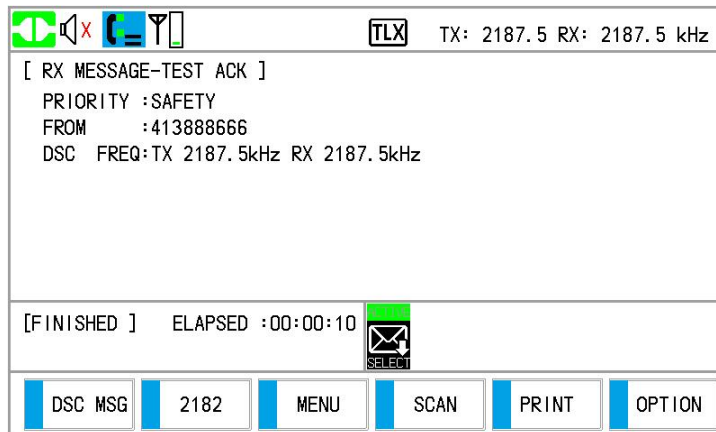 x
TLX TX: 2187.5 RX: 2187.5 kHz
[ RX MESSAGE-TEST ACK ]
PRIORITY :SAFETY
FROM :413888666
DSC FREQ:TX 2187.5kHz RX 2187.5kHz
[FINISHED ] ELAPSED :00:00:10
SELECT
DSC MSG 2182 MENU SCAN PRINT OPTION